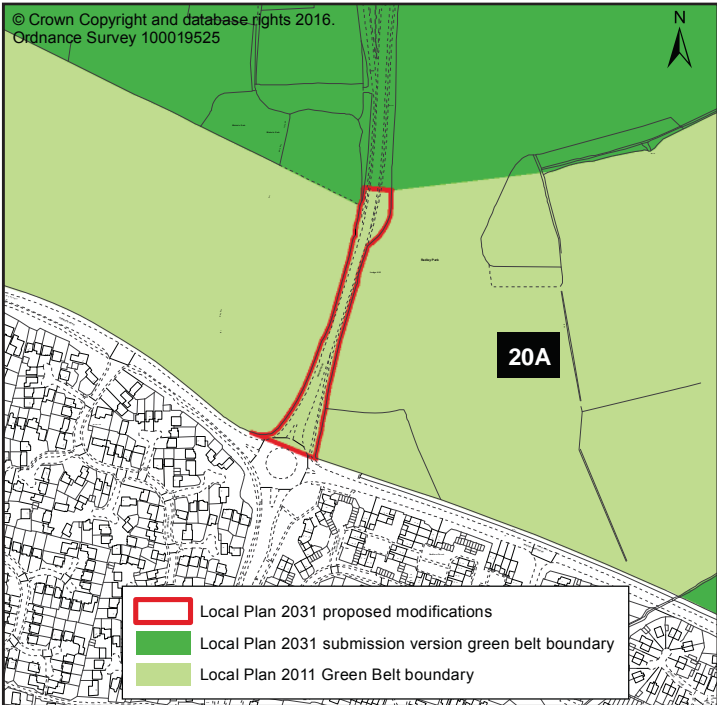 © Crown Copyright and database rights 2016.
Ordnance Survey 100019525
N
20A
Local Plan 2031 proposed modifications
Local Plan 2031 submission version green belt boundary
Local Plan 2011 Green Belt boundary